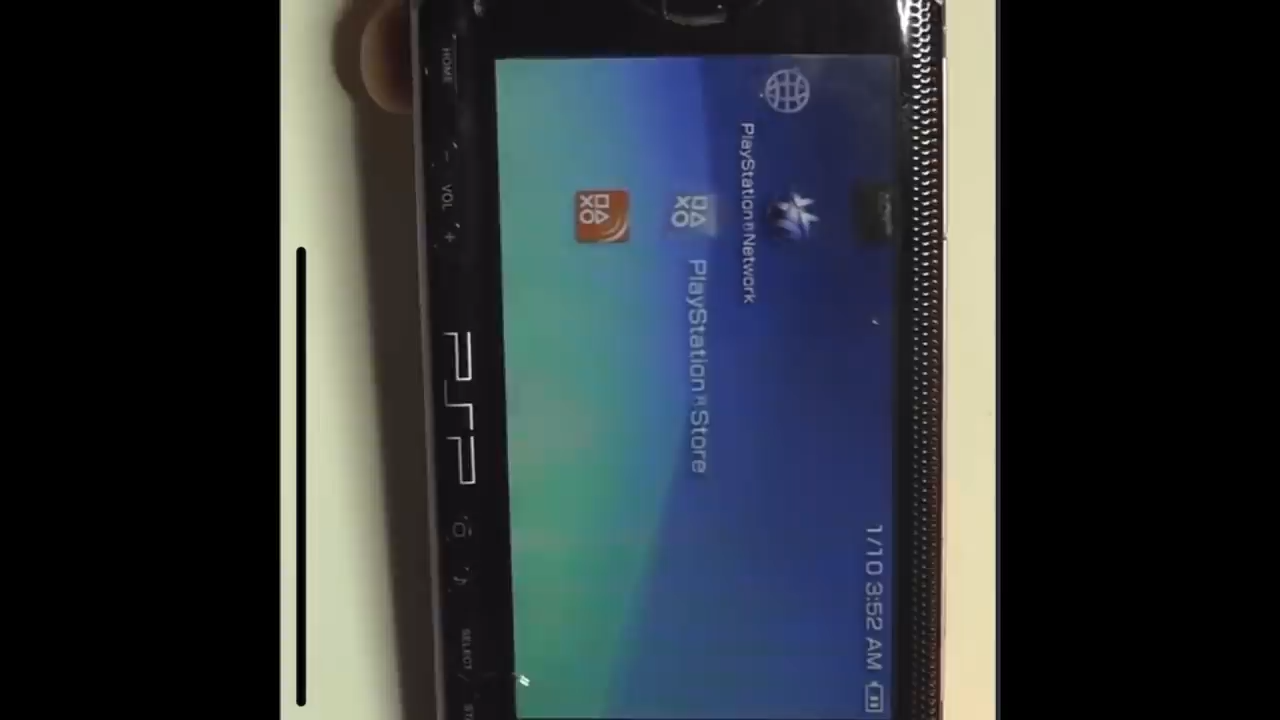 1/10 3:52 AM
PlayStation®Network
PlayStation®Store
HOME
- VOL +
PSP
SELECT